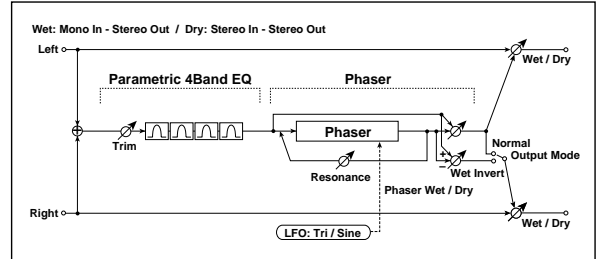 Wet: Mono In - Stereo Out / Dry: Stereo In - Stereo Out
Left
Wet / Dry
Parametric 4Band EQ
Phaser
Phaser
Trim
Normal
Output Mode
+
−
Wet Invert
Resonance
Phaser Wet / Dry
Right
Wet / Dry
LFO: Tri / Sine